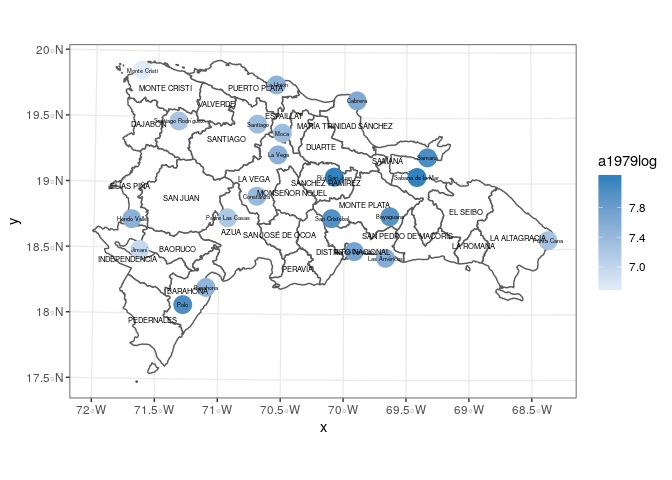 20°N
19.5°N
19°N
18.5°N
18°N
17.5°N
72°W
71.5°W
71°W
70.5°W
70°W
69.5°W
69°W
68.5°W
x
y
a1979log
7.8
7.4
7.0
Monte Cristi
MONTE CRISTI
PUERTO PLATA
VALVERDE
Cabrera
ESPAILLAT
DAJABÓN
Santiago Rodríguez
Santiago
MARÍA TRINIDAD SÁNCHEZ
Moca
SANTIAGO
DUARTE
La Vega
SAMANÁ
Samaná
Sabana de la Mar
LA VEGA
SÁNCHEZ RAMÍREZ
ELÍAS PIÑA
SAN JUAN
Constanza
MONSEÑOR NOUEL
MONTE PLATA
EL SEIBO
Hondo Valle
Padre Las Casas
San Cristóbal
Bayaguana
AZUA
SAN JOSÉ DE OCOA
SAN PEDRO DE MACORÍS
LA ALTAGRACIA
Punta Cana
LA ROMANA
Jimaní
BAORUCO
DISTRITO NACIONAL
INDEPENDENCIA
Las Américas
PERAVIA
BARAHONA
Barahona
Polo
PEDERNALES